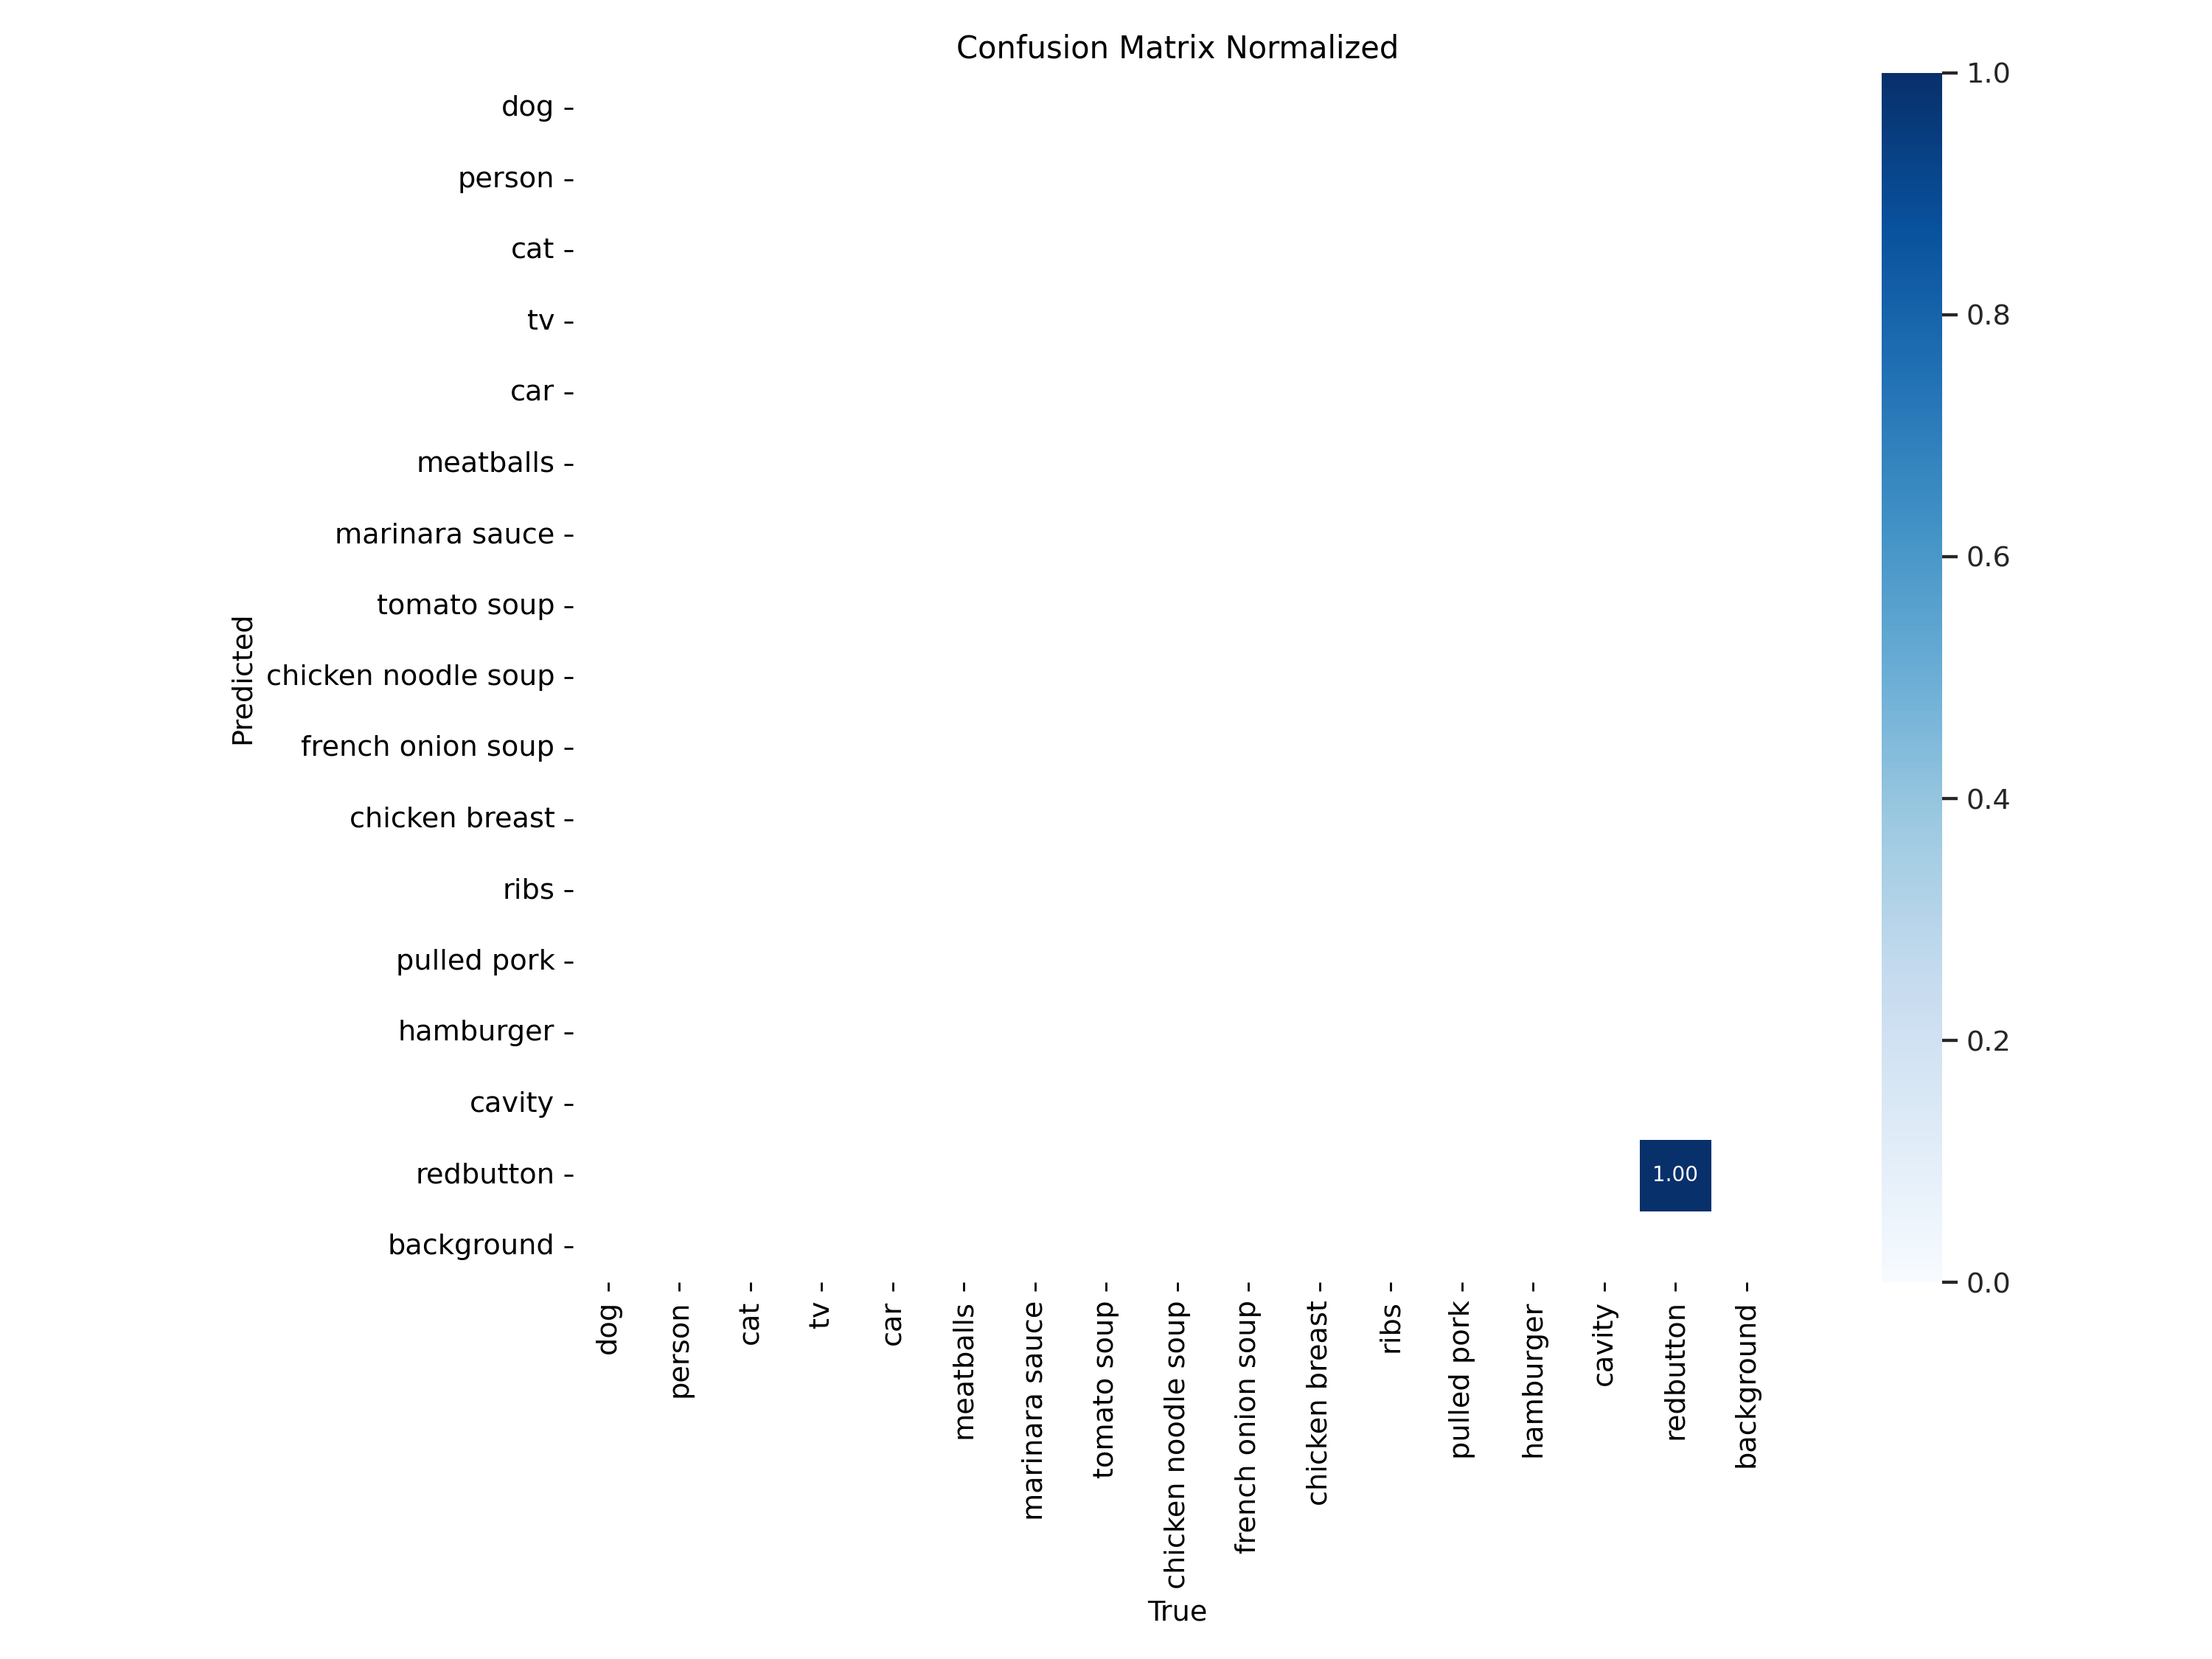 Confusion Matrix Normalized
dog
person
cat
tv
car
meatballs
marinara sauce
tomato soup
chicken noodle soup
french onion soup
chicken breast
ribs
pulled pork
hamburger
cavity
redbutton
background
Predicted
1.00
dog
person
cat
tv
car
meatballs
marinara sauce
tomato soup
chicken noodle soup
french onion soup
chicken breast
ribs
pulled pork
hamburger
cavity
redbutton
background
True
1.0
0.8
0.6
0.4
0.2
0.0